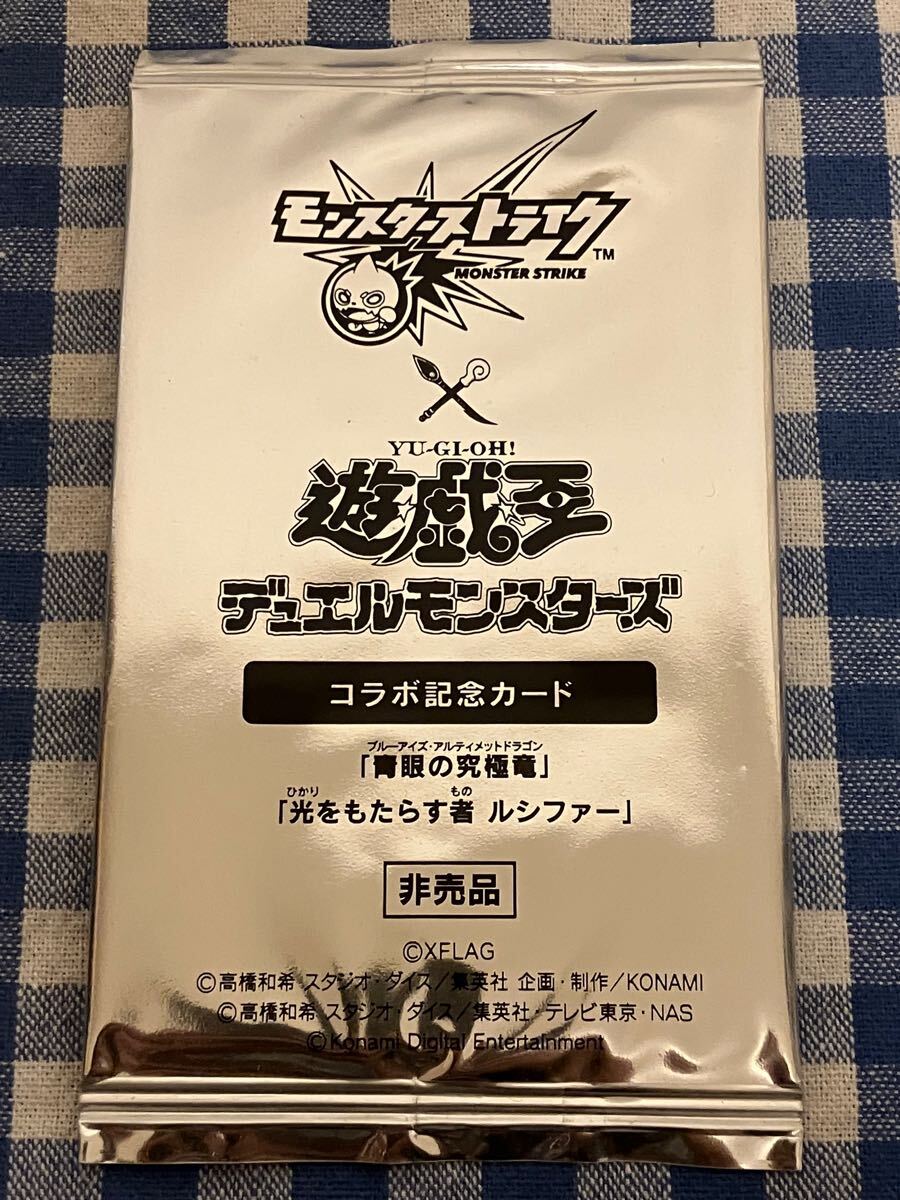 モンスターストライク™
MONSTER STRIKE
YU-GI-OH!
遊戯王
デュエルモンスターズ
コラボ記念カード
ブルーアイズ・アルティメットドラゴン
「青眼の究極竜」
ひかり もの
「光をもたらす者 ルシファー」
非売品
©XFLAG
©高橋和希 スタジオ・ダイス/集英社 企画・制作/KONAMI
©高橋和希 スタジオ・ダイス/集英社・テレビ東京・NAS
©Konami Digital Entertainment